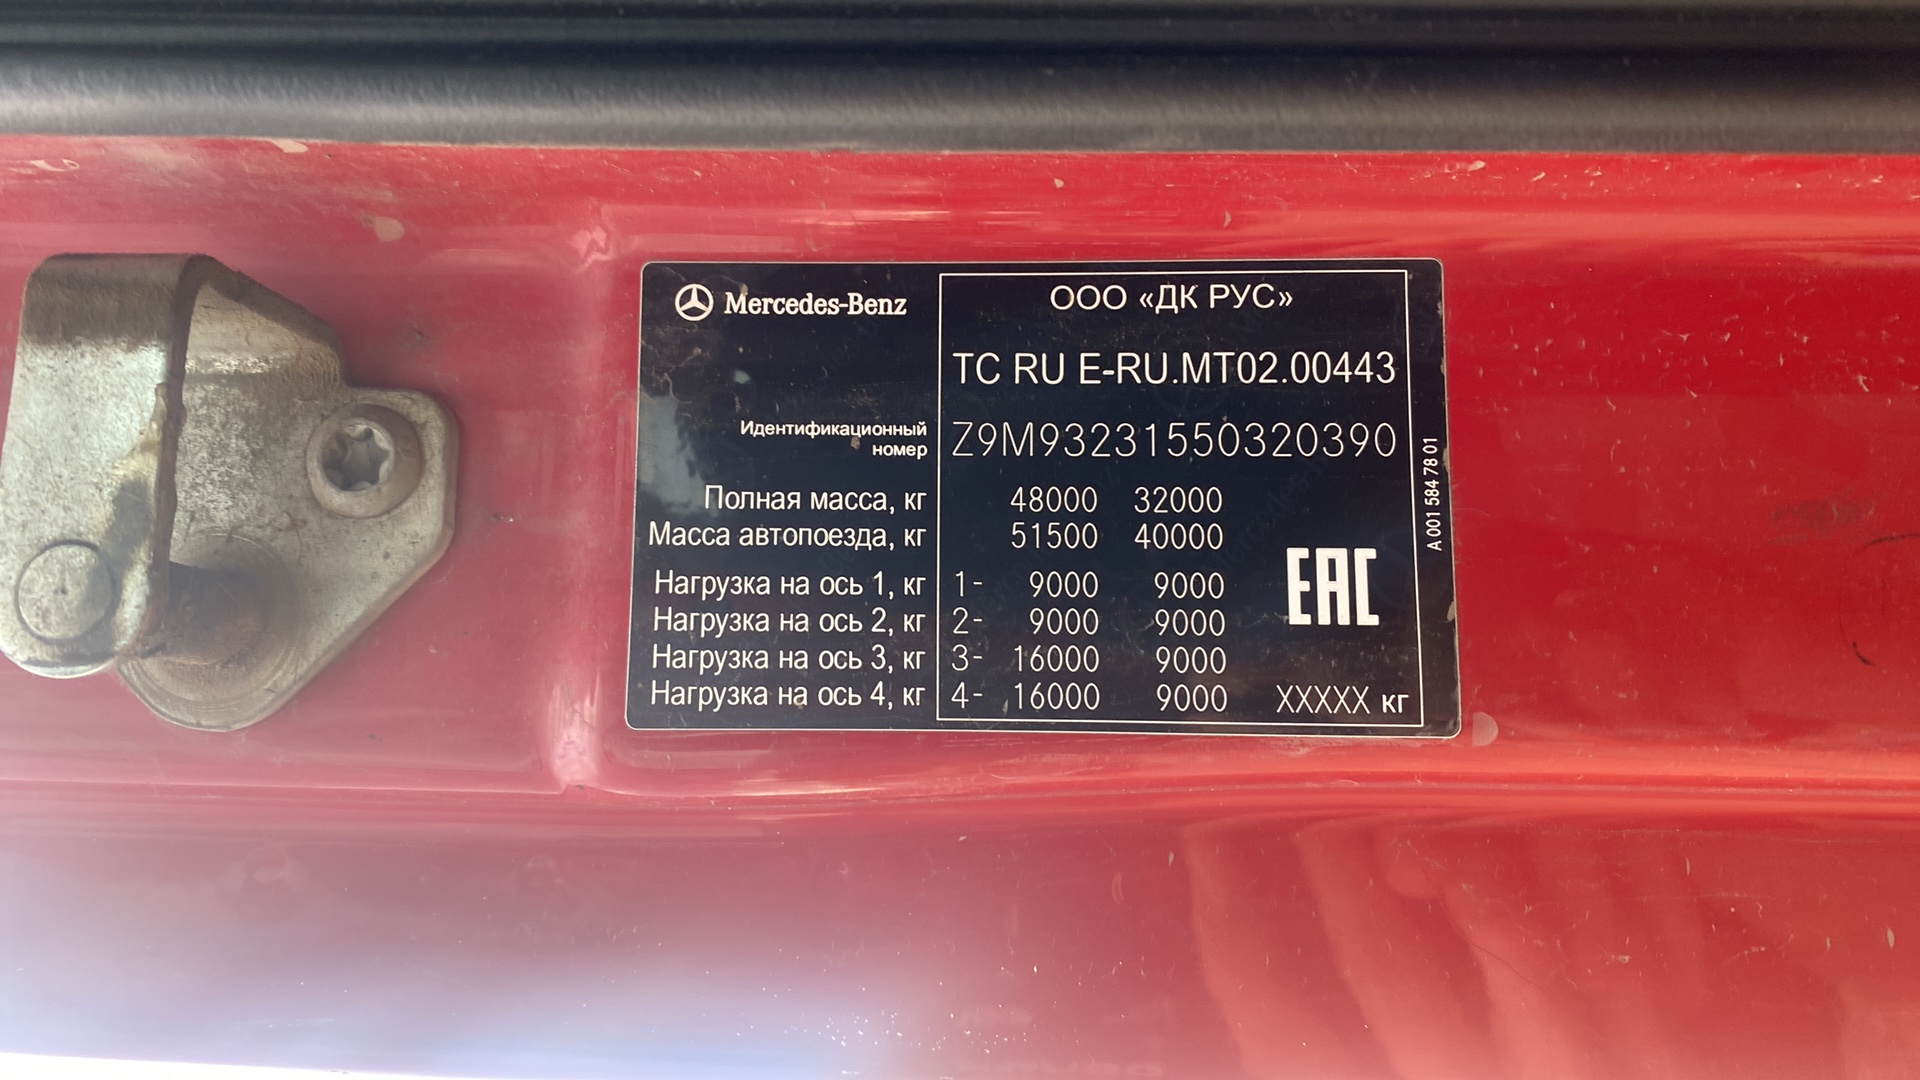 Mercedes-Benz
ООО «ДК РУС»
ТС RU E-RU.MT02.00443
Идентификационный
номер
Z9M93231550320390
Полная масса, кг 48000 32000
Масса автопоезда, кг 51500 40000
Нагрузка на ось 1, кг 1- 9000 9000
Нагрузка на ось 2, кг 2- 9000 9000
Нагрузка на ось 3, кг 3- 16000 9000
Нагрузка на ось 4, кг 4- 16000 9000 XXXXX кг
EAC
A 001 584 78 01